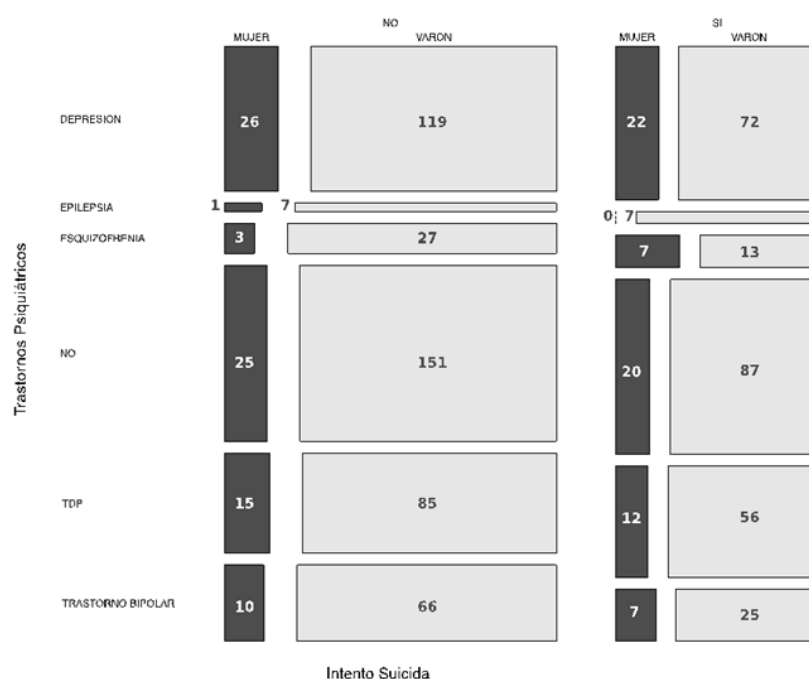 NO SI
MUJER VARON MUJER VARON
DEPRESION 26 119 22 72
EPILEPSIA 1 7 0 7
ESQUIZOFRENIA 3 27 7 13
NO 25 151 20 87
TDP 15 85 12 56
TRASTORNO BIPOLAR 10 66 7 25
Trastornos Psiquiátricos
Intento Suicida